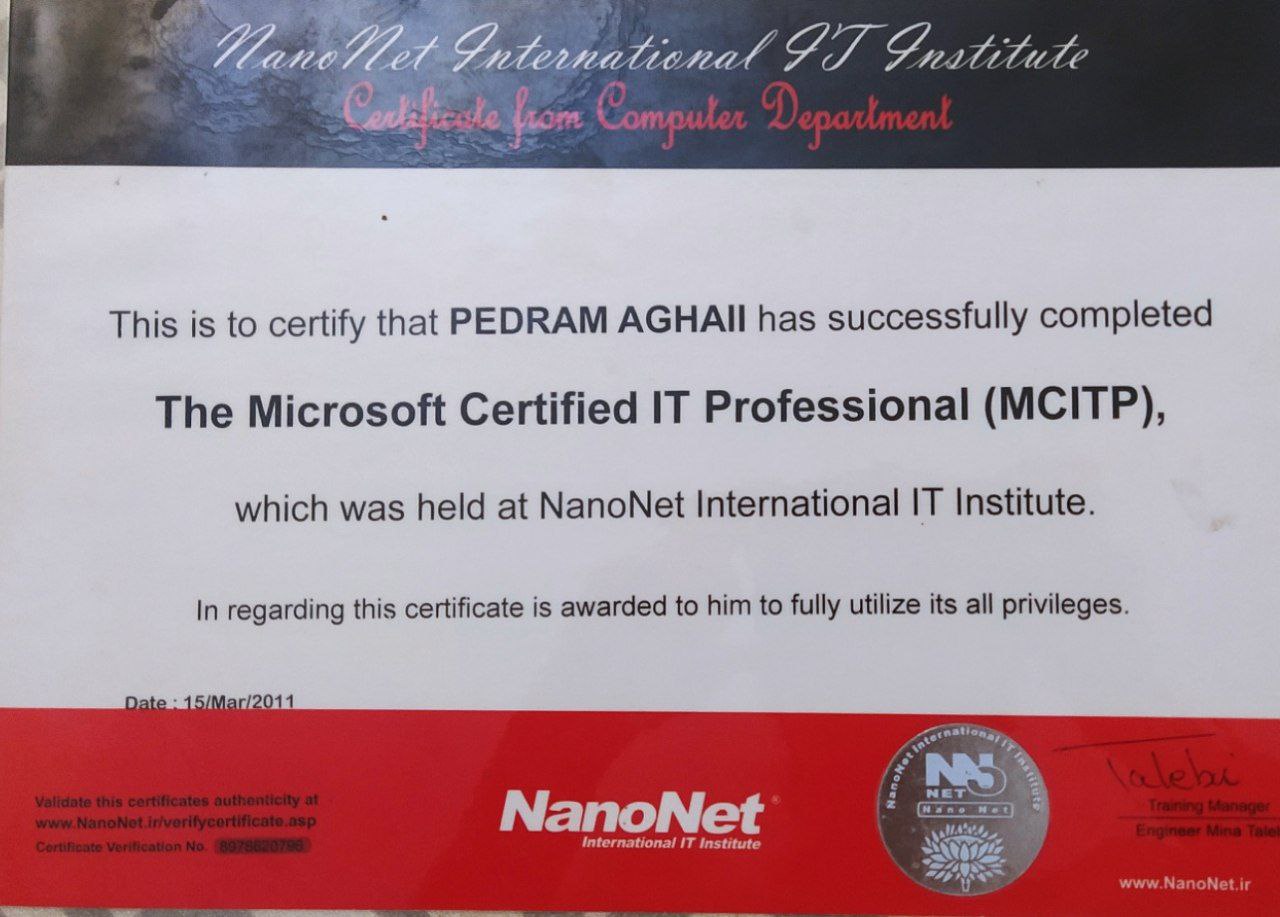 NanoNet International IT Institute
Certificate from Computer Department
This is to certify that PEDRAM AGHAII has successfully completed
The Microsoft Certified IT Professional (MCITP),
which was held at NanoNet International IT Institute.
In regarding this certificate is awarded to him to fully utilize its all privileges.
Date : 15/Mar/2011
Validate this certificates authenticity at
www.NanoNet.ir/verifycertificate.asp
Certificate Verification No. 8978620796
NanoNet®
International IT Institute
NanoNet International IT Institute
NET
Nano Net
Talebi
Training Manager
Engineer Mina Taleb
www.NanoNet.ir